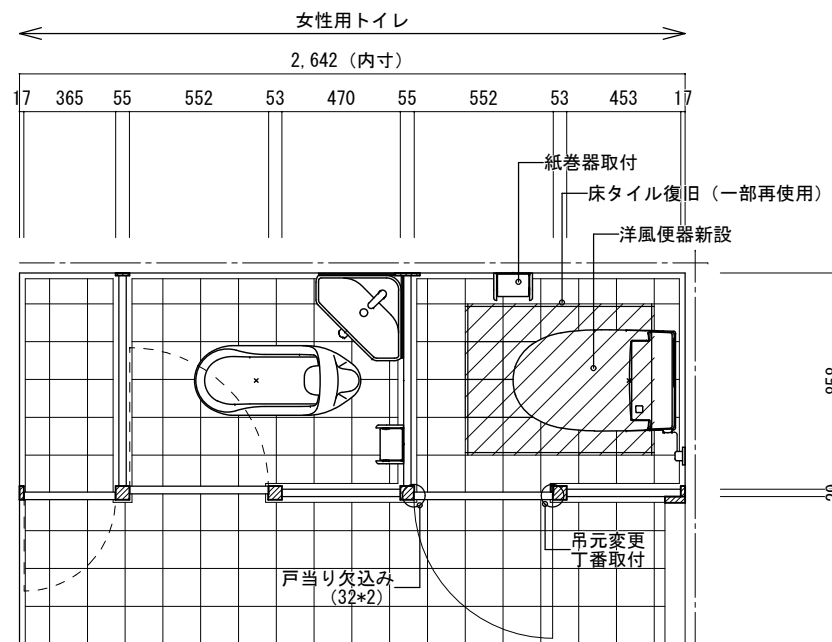 女性用トイレ
2,642 (内寸)
17 365 55 552 53 470 55 552 53 453 17
紙巻器取付
床タイル復旧（一部再使用）
洋風便器新設
858
戸当り欠込み
(32*2)
吊元変更
丁番取付